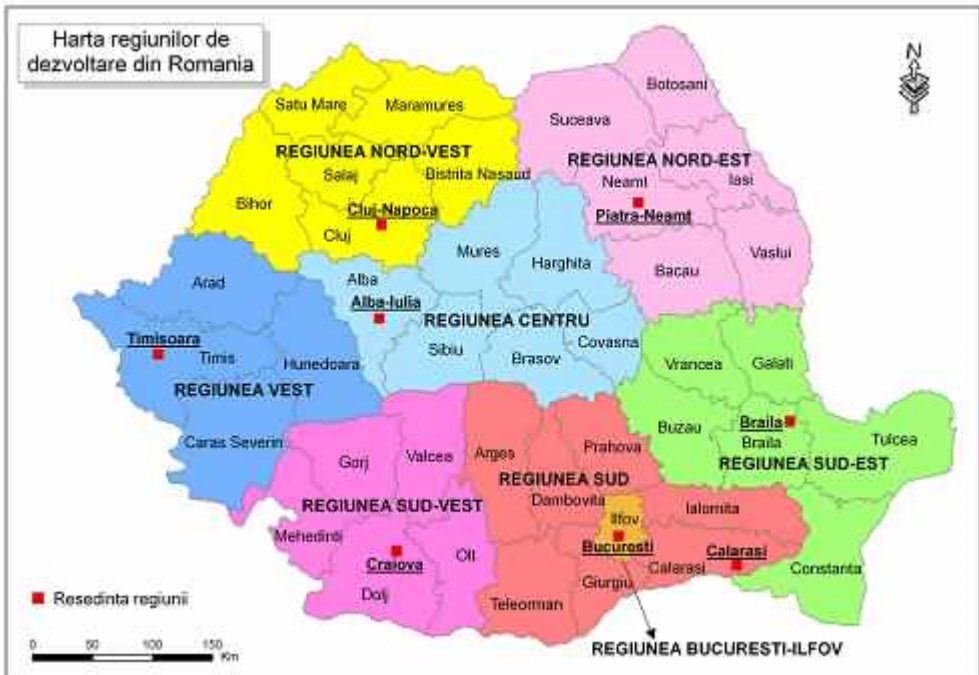 Harta regiunilor de
dezvoltare din Romania
N
Satu Mare
Maramures
REGIUNEA NORD-VEST
Salaj
Bistrita Nasaud
Bihor
Cluj-Napoca
Cluj
Botosani
Suceava
REGIUNEA NORD-EST
Neamt
Iasi
Piatra-Neamt
Bacau
Vaslui
Mures
Harghita
Alba
Alba-Iulia
REGIUNEA CENTRU
Sibiu
Brasov
Covasna
Arad
Timisoara
Timis
Hunedoara
REGIUNEA VEST
Caras Severin
Vrancea
Galati
Buzau
Braila
Braila
Tulcea
REGIUNEA SUD-EST
Constanta
Gorj
Valcea
REGIUNEA SUD-VEST
Mehedinti
Craiova
Olt
Dolj
Arges
Prahova
REGIUNEA SUD
Dambovita
Ialomita
Ilfov
Bucuresti
Calarasi
Calarasi
Giurgiu
Teleorman
REGIUNEA BUCURESTI-ILFOV
Resedinta regiunii
0 50 100 150
Km